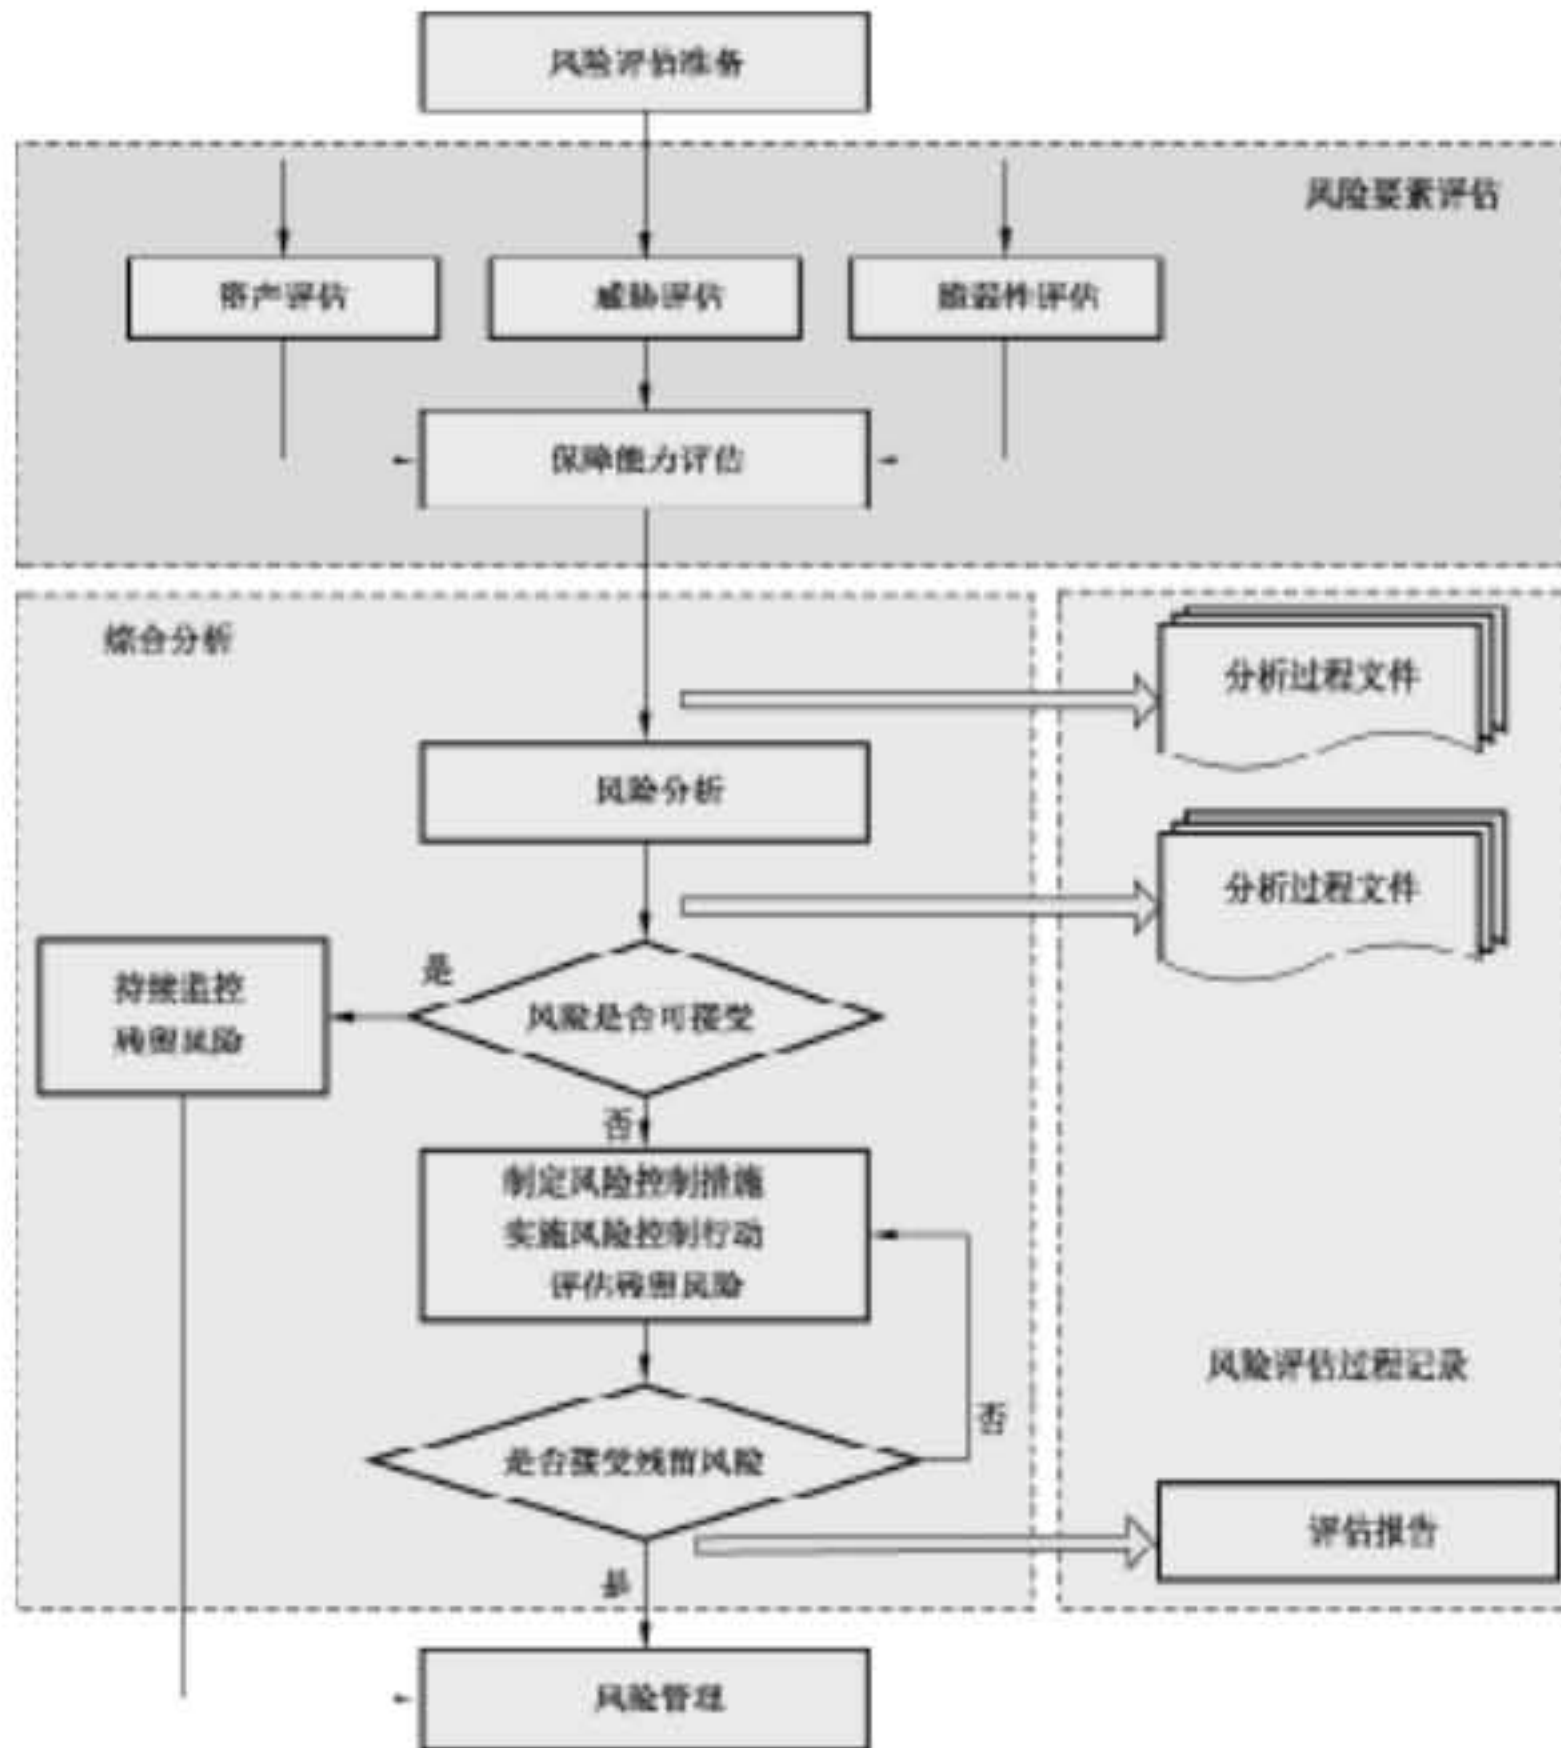 风险评估准备
风险要素评估
资产评估
威胁评估
脆弱性评估
保障能力评估
综合分析
分析过程文件
风险分析
分析过程文件
是
持续监控
残留风险
风险是否可接受
否
制定风险控制措施
实施风险控制行动
评估残留风险
风险评估过程记录
否
是否接受残留风险
评估报告
是
风险管理